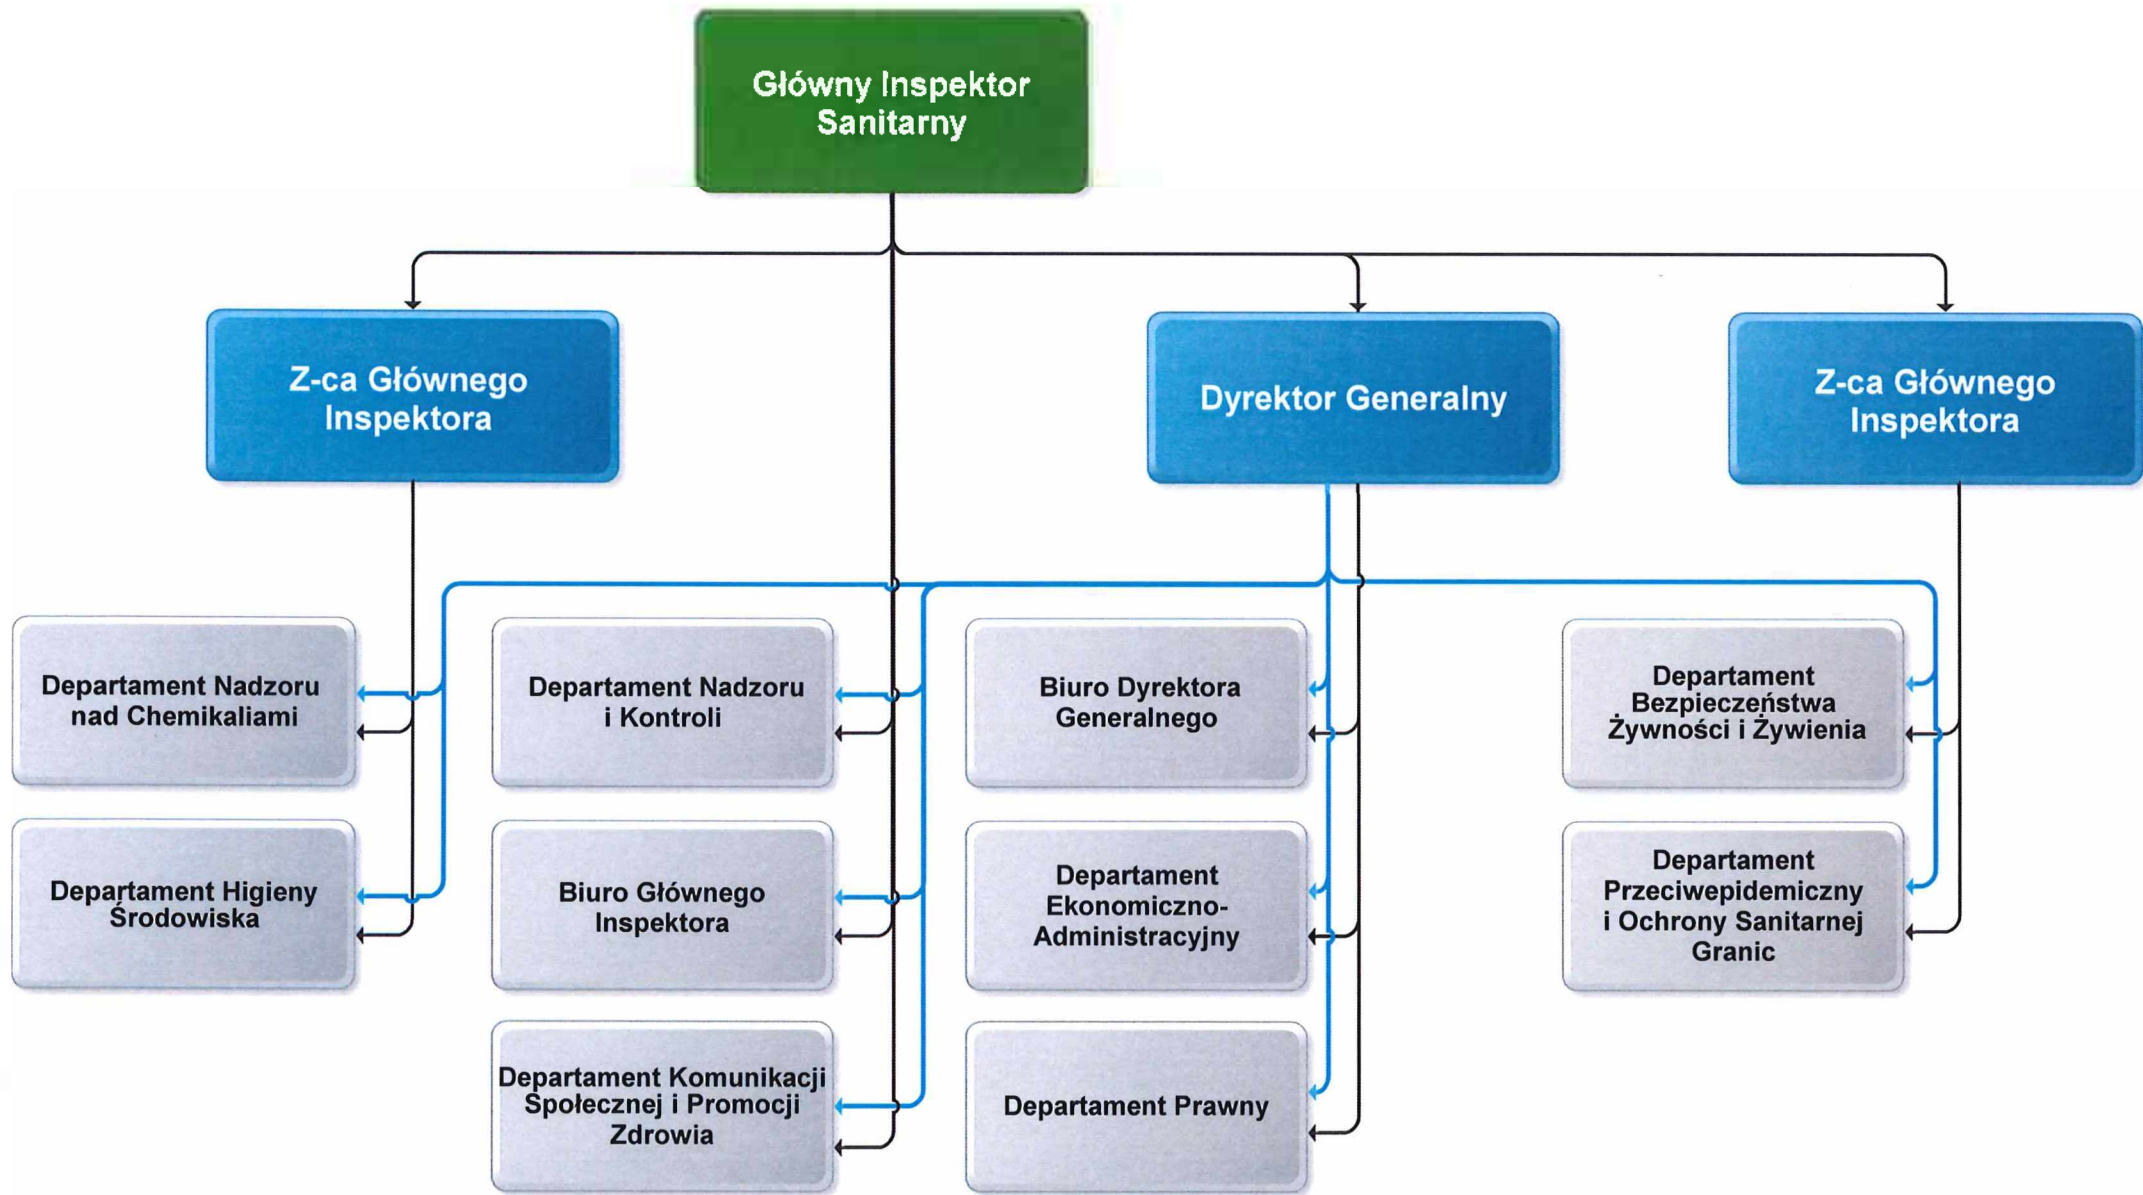 Główny Inspektor
Sanitarny
Z-ca Głównego
Inspektora
Dyrektor Generalny
Z-ca Głównego
Inspektora
Departament Nadzoru
nad Chemikaliami
Departament Nadzoru
i Kontroli
Biuro Dyrektora
Generalnego
Departament
Bezpieczeństwa
Żywności i Żywienia
Departament Higieny
Środowiska
Biuro Głównego
Inspektora
Departament
Ekonomiczno-
Administracyjny
Departament
Przeciwepidemiczny
i Ochrony Sanitarnej
Granic
Departament Komunikacji
Społecznej i Promocji
Zdrowia
Departament Prawny